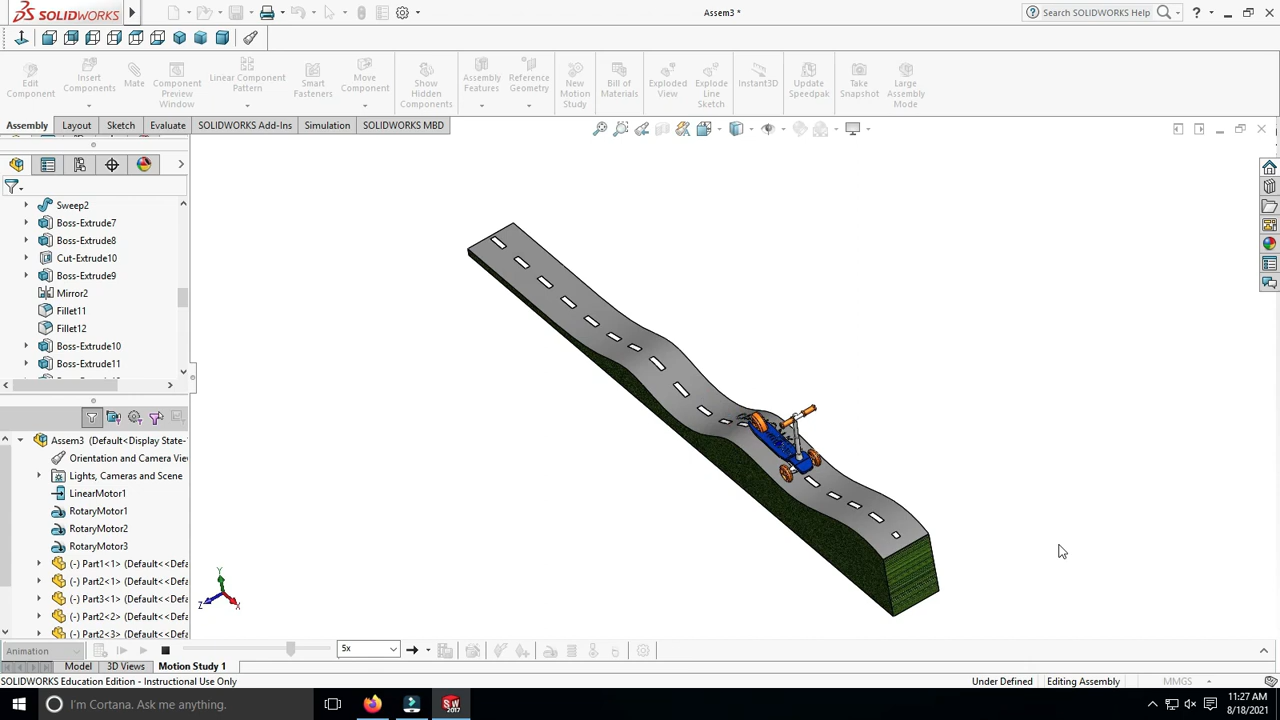 SOLIDWORKS
Assem3 *
Search SOLIDWORKS Help
Edit Component
Insert Components
Mate
Component Preview Window
Linear Component Pattern
Smart Fasteners
Move Component
Show Hidden Components
Assembly Features
Reference Geometry
New Motion Study
Bill of Materials
Exploded View
Explode Line Sketch
Instant3D
Update Speedpak
Take Snapshot
Large Assembly Mode
Assembly
Layout
Sketch
Evaluate
SOLIDWORKS Add-Ins
Simulation
SOLIDWORKS MBD
Sweep2
Boss-Extrude7
Boss-Extrude8
Cut-Extrude10
Boss-Extrude9
Mirror2
Fillet11
Fillet12
Boss-Extrude10
Boss-Extrude11
Assem3 (Default<Display State-
Orientation and Camera Vie
Lights, Cameras and Scene
LinearMotor1
RotaryMotor1
RotaryMotor2
RotaryMotor3
(-) Part1<1> (Default<<Defa
(-) Part2<1> (Default<<Defa
(-) Part3<1> (Default<<Defa
(-) Part2<2> (Default<<Defa
(-) Part2<3> (Default<<Defa
Y
Z
X
Animation
5x
Model
3D Views
Motion Study 1
SOLIDWORKS Education Edition - Instructional Use Only
Under Defined
Editing Assembly
MMGS
I'm Cortana. Ask me anything.
SW
2017
11:27 AM
8/18/2021